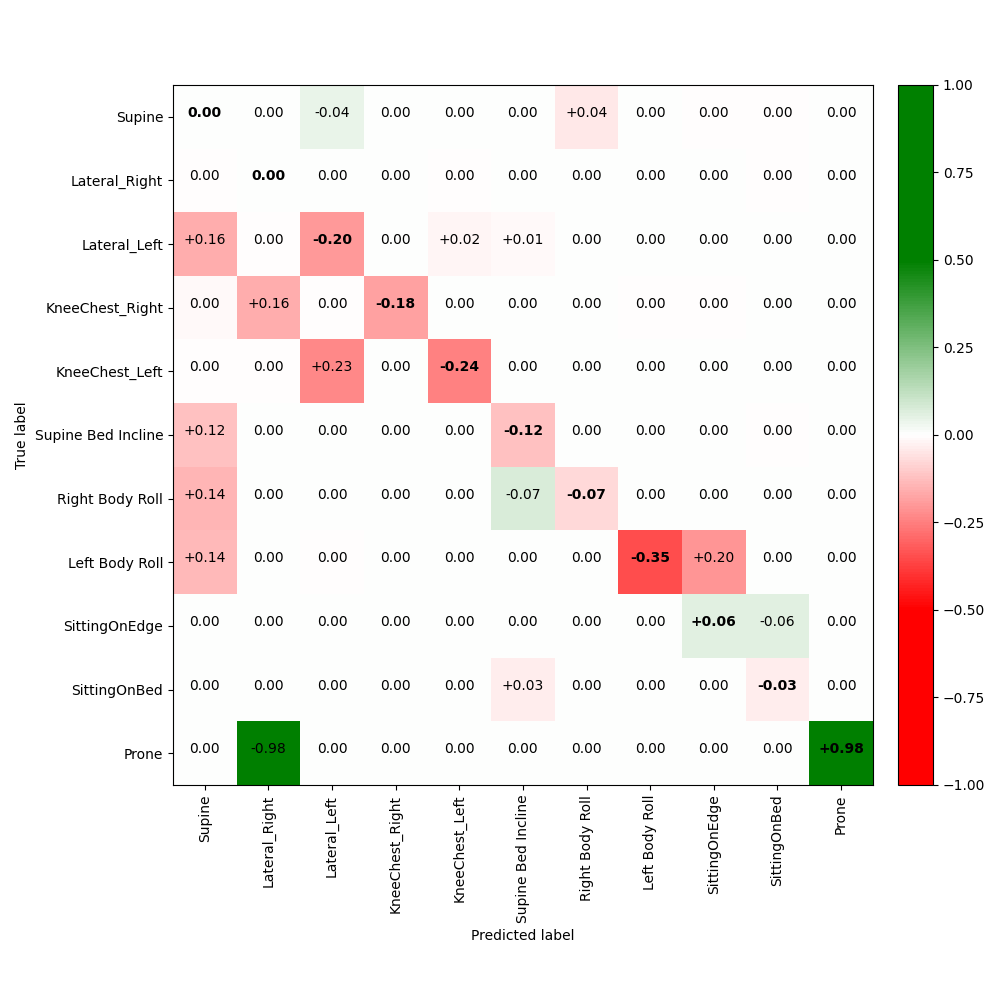 Supine 0.00 0.00 -0.04 0.00 0.00 0.00 +0.04 0.00 0.00 0.00 0.00
Lateral_Right 0.00 0.00 0.00 0.00 0.00 0.00 0.00 0.00 0.00 0.00 0.00
Lateral_Left +0.16 0.00 -0.20 0.00 +0.02 +0.01 0.00 0.00 0.00 0.00 0.00
KneeChest_Right 0.00 +0.16 0.00 -0.18 0.00 0.00 0.00 0.00 0.00 0.00 0.00
KneeChest_Left 0.00 0.00 +0.23 0.00 -0.24 0.00 0.00 0.00 0.00 0.00 0.00
Supine Bed Incline +0.12 0.00 0.00 0.00 0.00 -0.12 0.00 0.00 0.00 0.00 0.00
Right Body Roll +0.14 0.00 0.00 0.00 0.00 -0.07 -0.07 0.00 0.00 0.00 0.00
Left Body Roll +0.14 0.00 0.00 0.00 0.00 0.00 0.00 -0.35 +0.20 0.00 0.00
SittingOnEdge 0.00 0.00 0.00 0.00 0.00 0.00 0.00 0.00 +0.06 -0.06 0.00
SittingOnBed 0.00 0.00 0.00 0.00 0.00 +0.03 0.00 0.00 0.00 -0.03 0.00
Prone 0.00 -0.98 0.00 0.00 0.00 0.00 0.00 0.00 0.00 0.00 +0.98
True label
Supine
Lateral_Right
Lateral_Left
KneeChest_Right
KneeChest_Left
Supine Bed Incline
Right Body Roll
Left Body Roll
SittingOnEdge
SittingOnBed
Prone
Predicted label
1.00
0.75
0.50
0.25
0.00
−0.25
−0.50
−0.75
−1.00